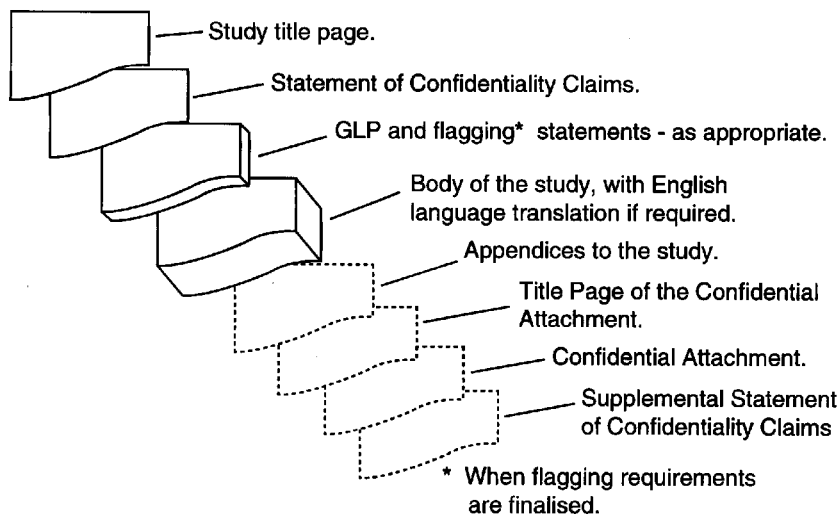 Study title page.
Statement of Confidentiality Claims.
GLP and flagging* statements - as appropriate.
Body of the study, with English
language translation if required.
Appendices to the study.
Title Page of the Confidential
Attachment.
Confidential Attachment.
Supplemental Statement
of Confidentiality Claims
* When flagging requirements
are finalised.